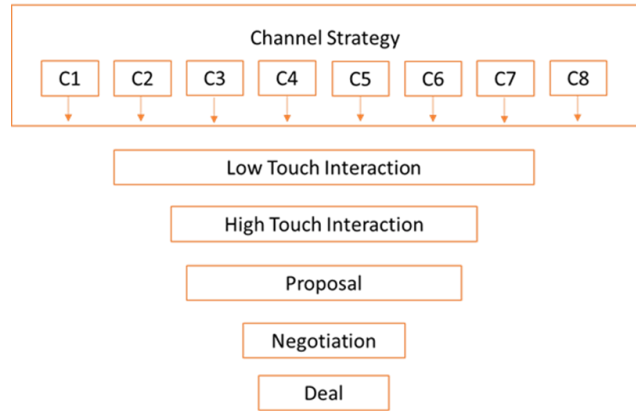 Channel Strategy
C1 C2 C3 C4 C5 C6 C7 C8
Low Touch Interaction
High Touch Interaction
Proposal
Negotiation
Deal